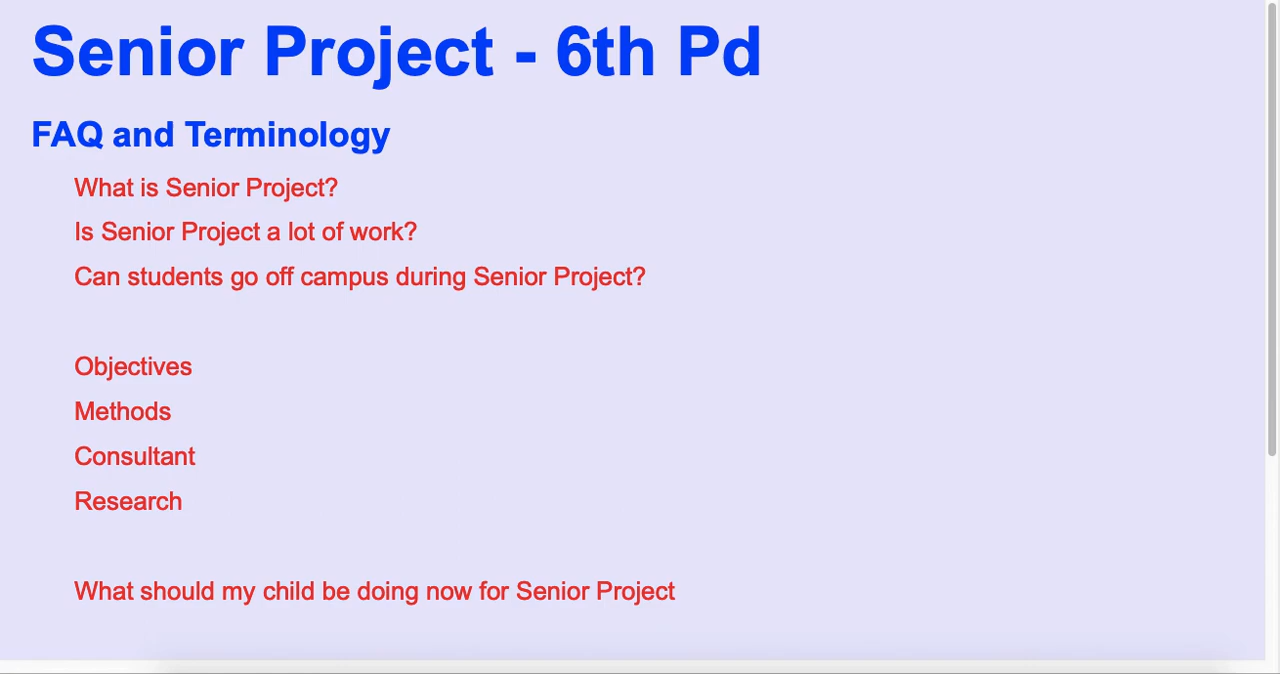 Senior Project - 6th Pd
FAQ and Terminology
What is Senior Project?
Is Senior Project a lot of work?
Can students go off campus during Senior Project?
Objectives
Methods
Consultant
Research
What should my child be doing now for Senior Project